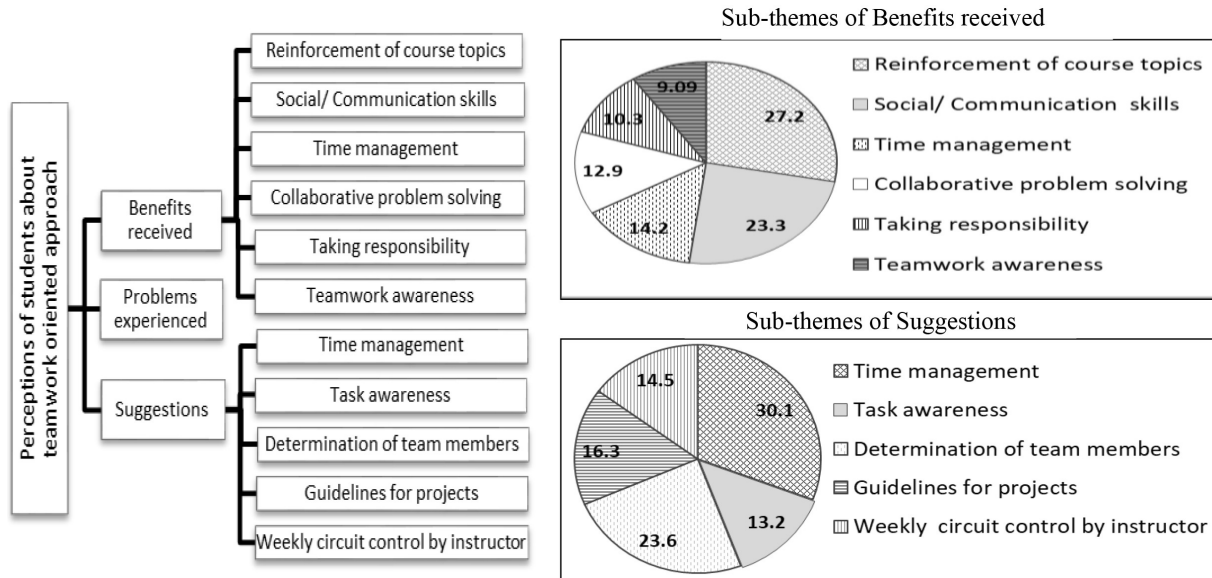 Perceptions of students about
teamwork oriented approach
Benefits
received
Problems
experienced
Suggestions
Reinforcement of course topics
Social/ Communication skills
Time management
Collaborative problem solving
Taking responsibility
Teamwork awareness
Time management
Task awareness
Determination of team members
Guidelines for projects
Weekly circuit control by instructor
Sub-themes of Benefits received
9.09
27.2
10.3
12.9
14.2
23.3
Reinforcement of course topics
Social/ Communication skills
Time management
Collaborative problem solving
Taking responsibility
Teamwork awareness
Sub-themes of Suggestions
14.5
30.1
16.3
13.2
23.6
Time management
Task awareness
Determination of team members
Guidelines for projects
Weekly circuit control by instructor